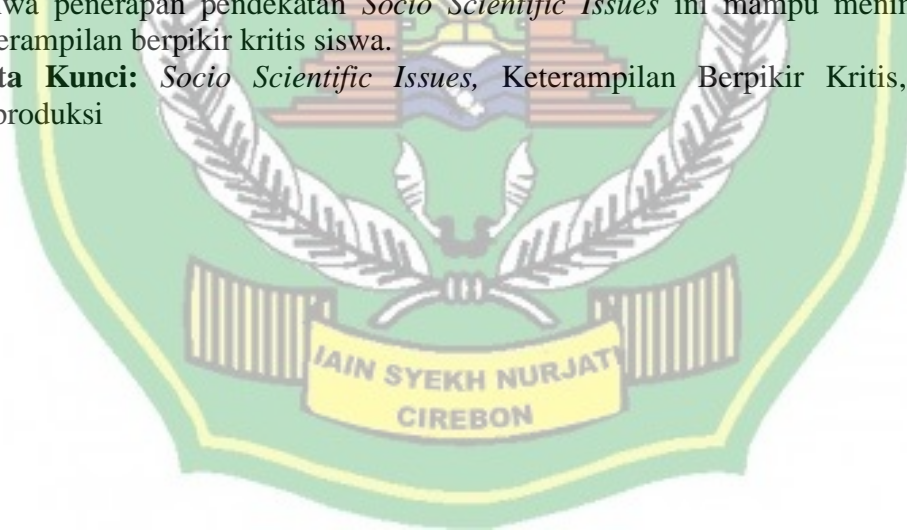 wa penerapan pendekatan Socio Scientific Issues ini mampu menin
erampilan berpikir kritis siswa.
ta Kunci: Socio Scientific Issues, Keterampilan Berpikir Kritis,
produksi
IAIN SYEKH NURJATI
CIREBON